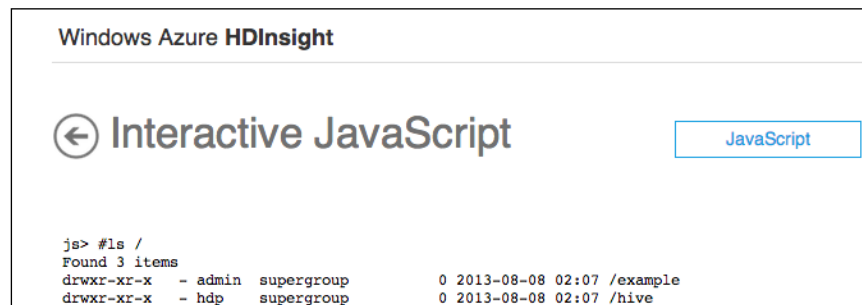 Windows Azure HDInsight
Interactive JavaScript
JavaScript
js> #ls /
Found 3 items
drwxr-xr-x   - admin  supergroup          0 2013-08-08 02:07 /example
drwxr-xr-x   - hdp    supergroup          0 2013-08-08 02:07 /hive